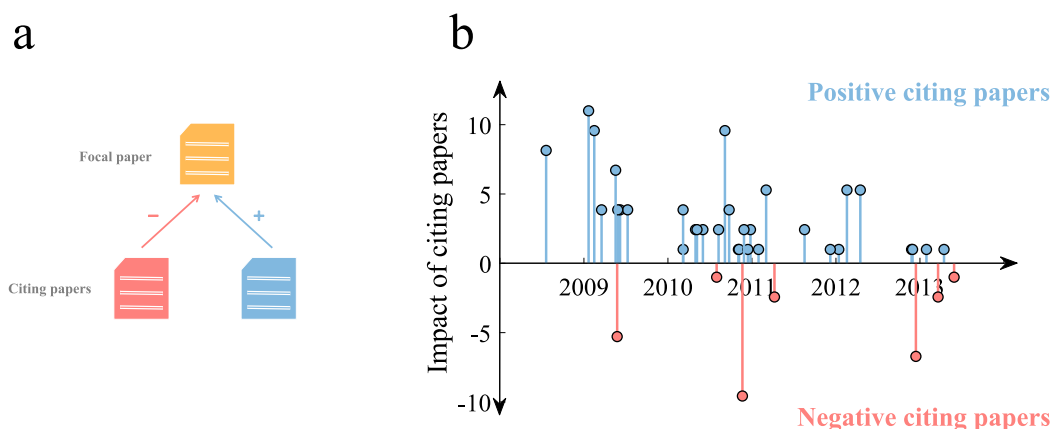 a
Focal paper
−
+
Citing papers
b
Positive citing papers
Impact of citing papers
10
5
0
-5
-10
2009 2010 2011 2012 2013
Negative citing papers